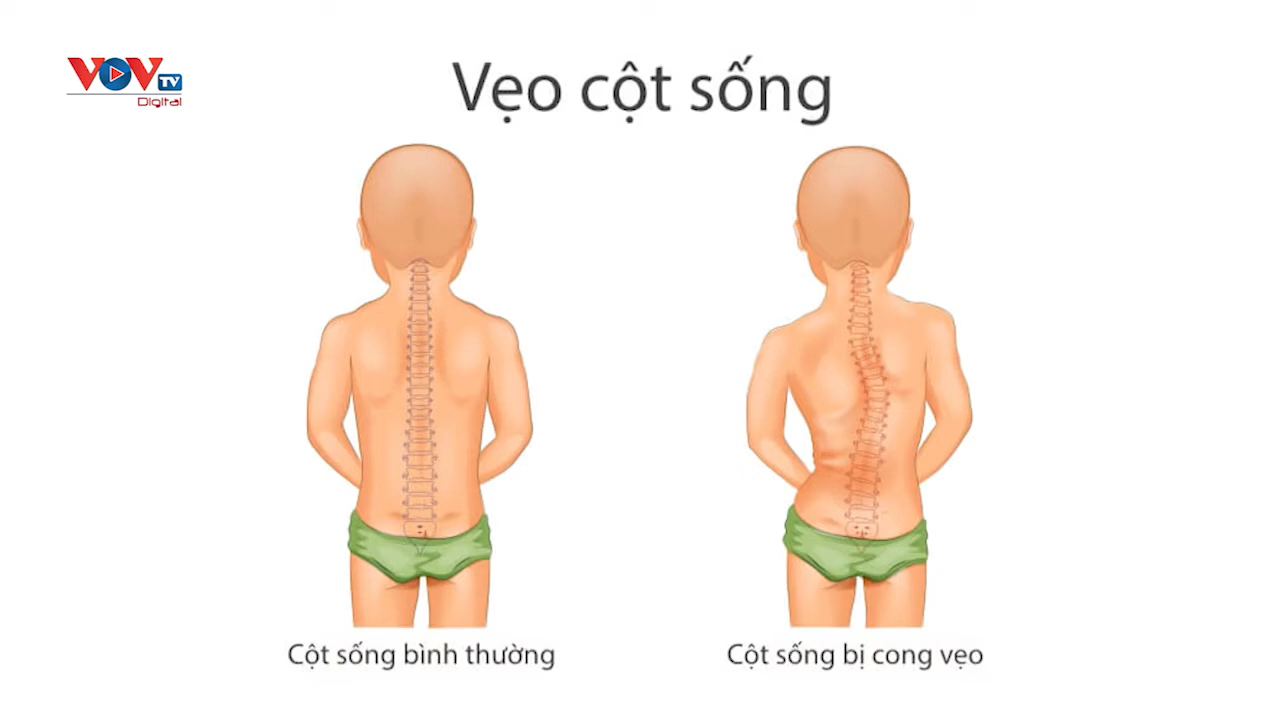 VOV TV
Digital
Vẹo cột sống
Cột sống bình thường
Cột sống bị cong vẹo